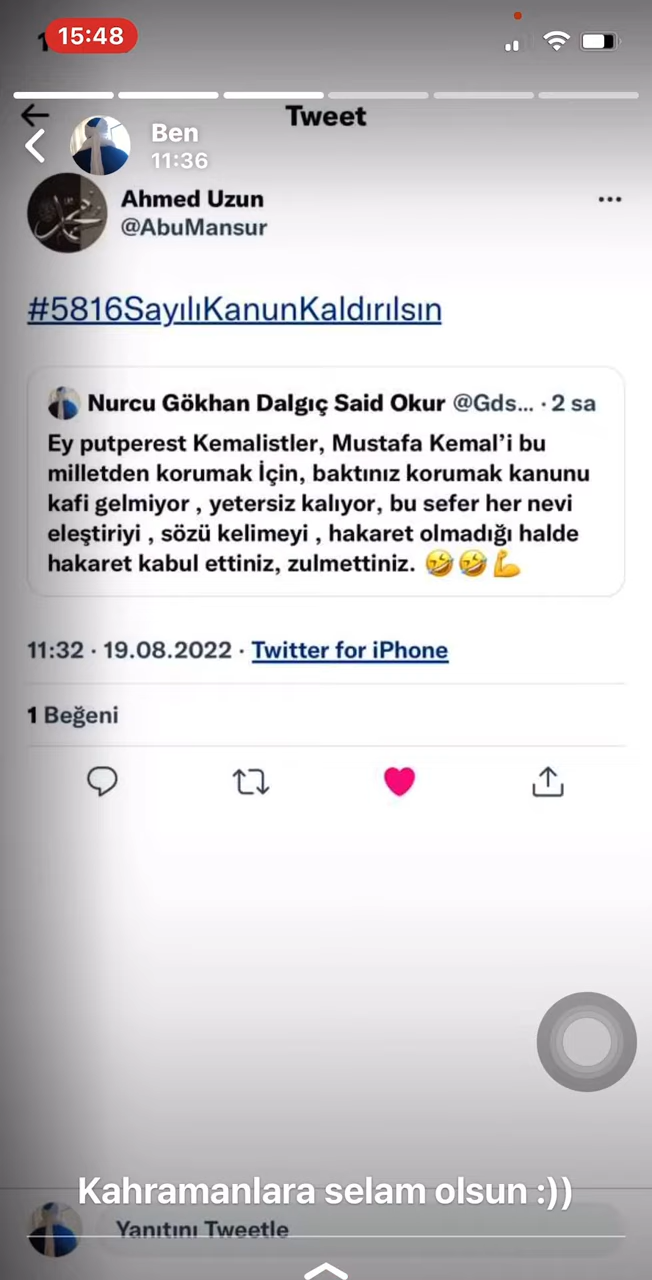 15:48
Tweet
Ben
11:36
Ahmed Uzun
@AbuMansur
#5816SayılıKanunKaldırılsın
Nurcu Gökhan Dalgıç Said Okur @Gds... · 2 sa
Ey putperest Kemalistler, Mustafa Kemal'i bu
milletden korumak İçin, baktınız korumak kanunu
kafi gelmiyor , yetersiz kalıyor, bu sefer her nevi
eleştiriyi , sözü kelimeyi , hakaret olmadığı halde
hakaret kabul ettiniz, zulmettiniz. 🤣🤣💪
11:32 · 19.08.2022 · Twitter for iPhone
1 Beğeni
Kahramanlara selam olsun :))
Yanıtını Tweetle